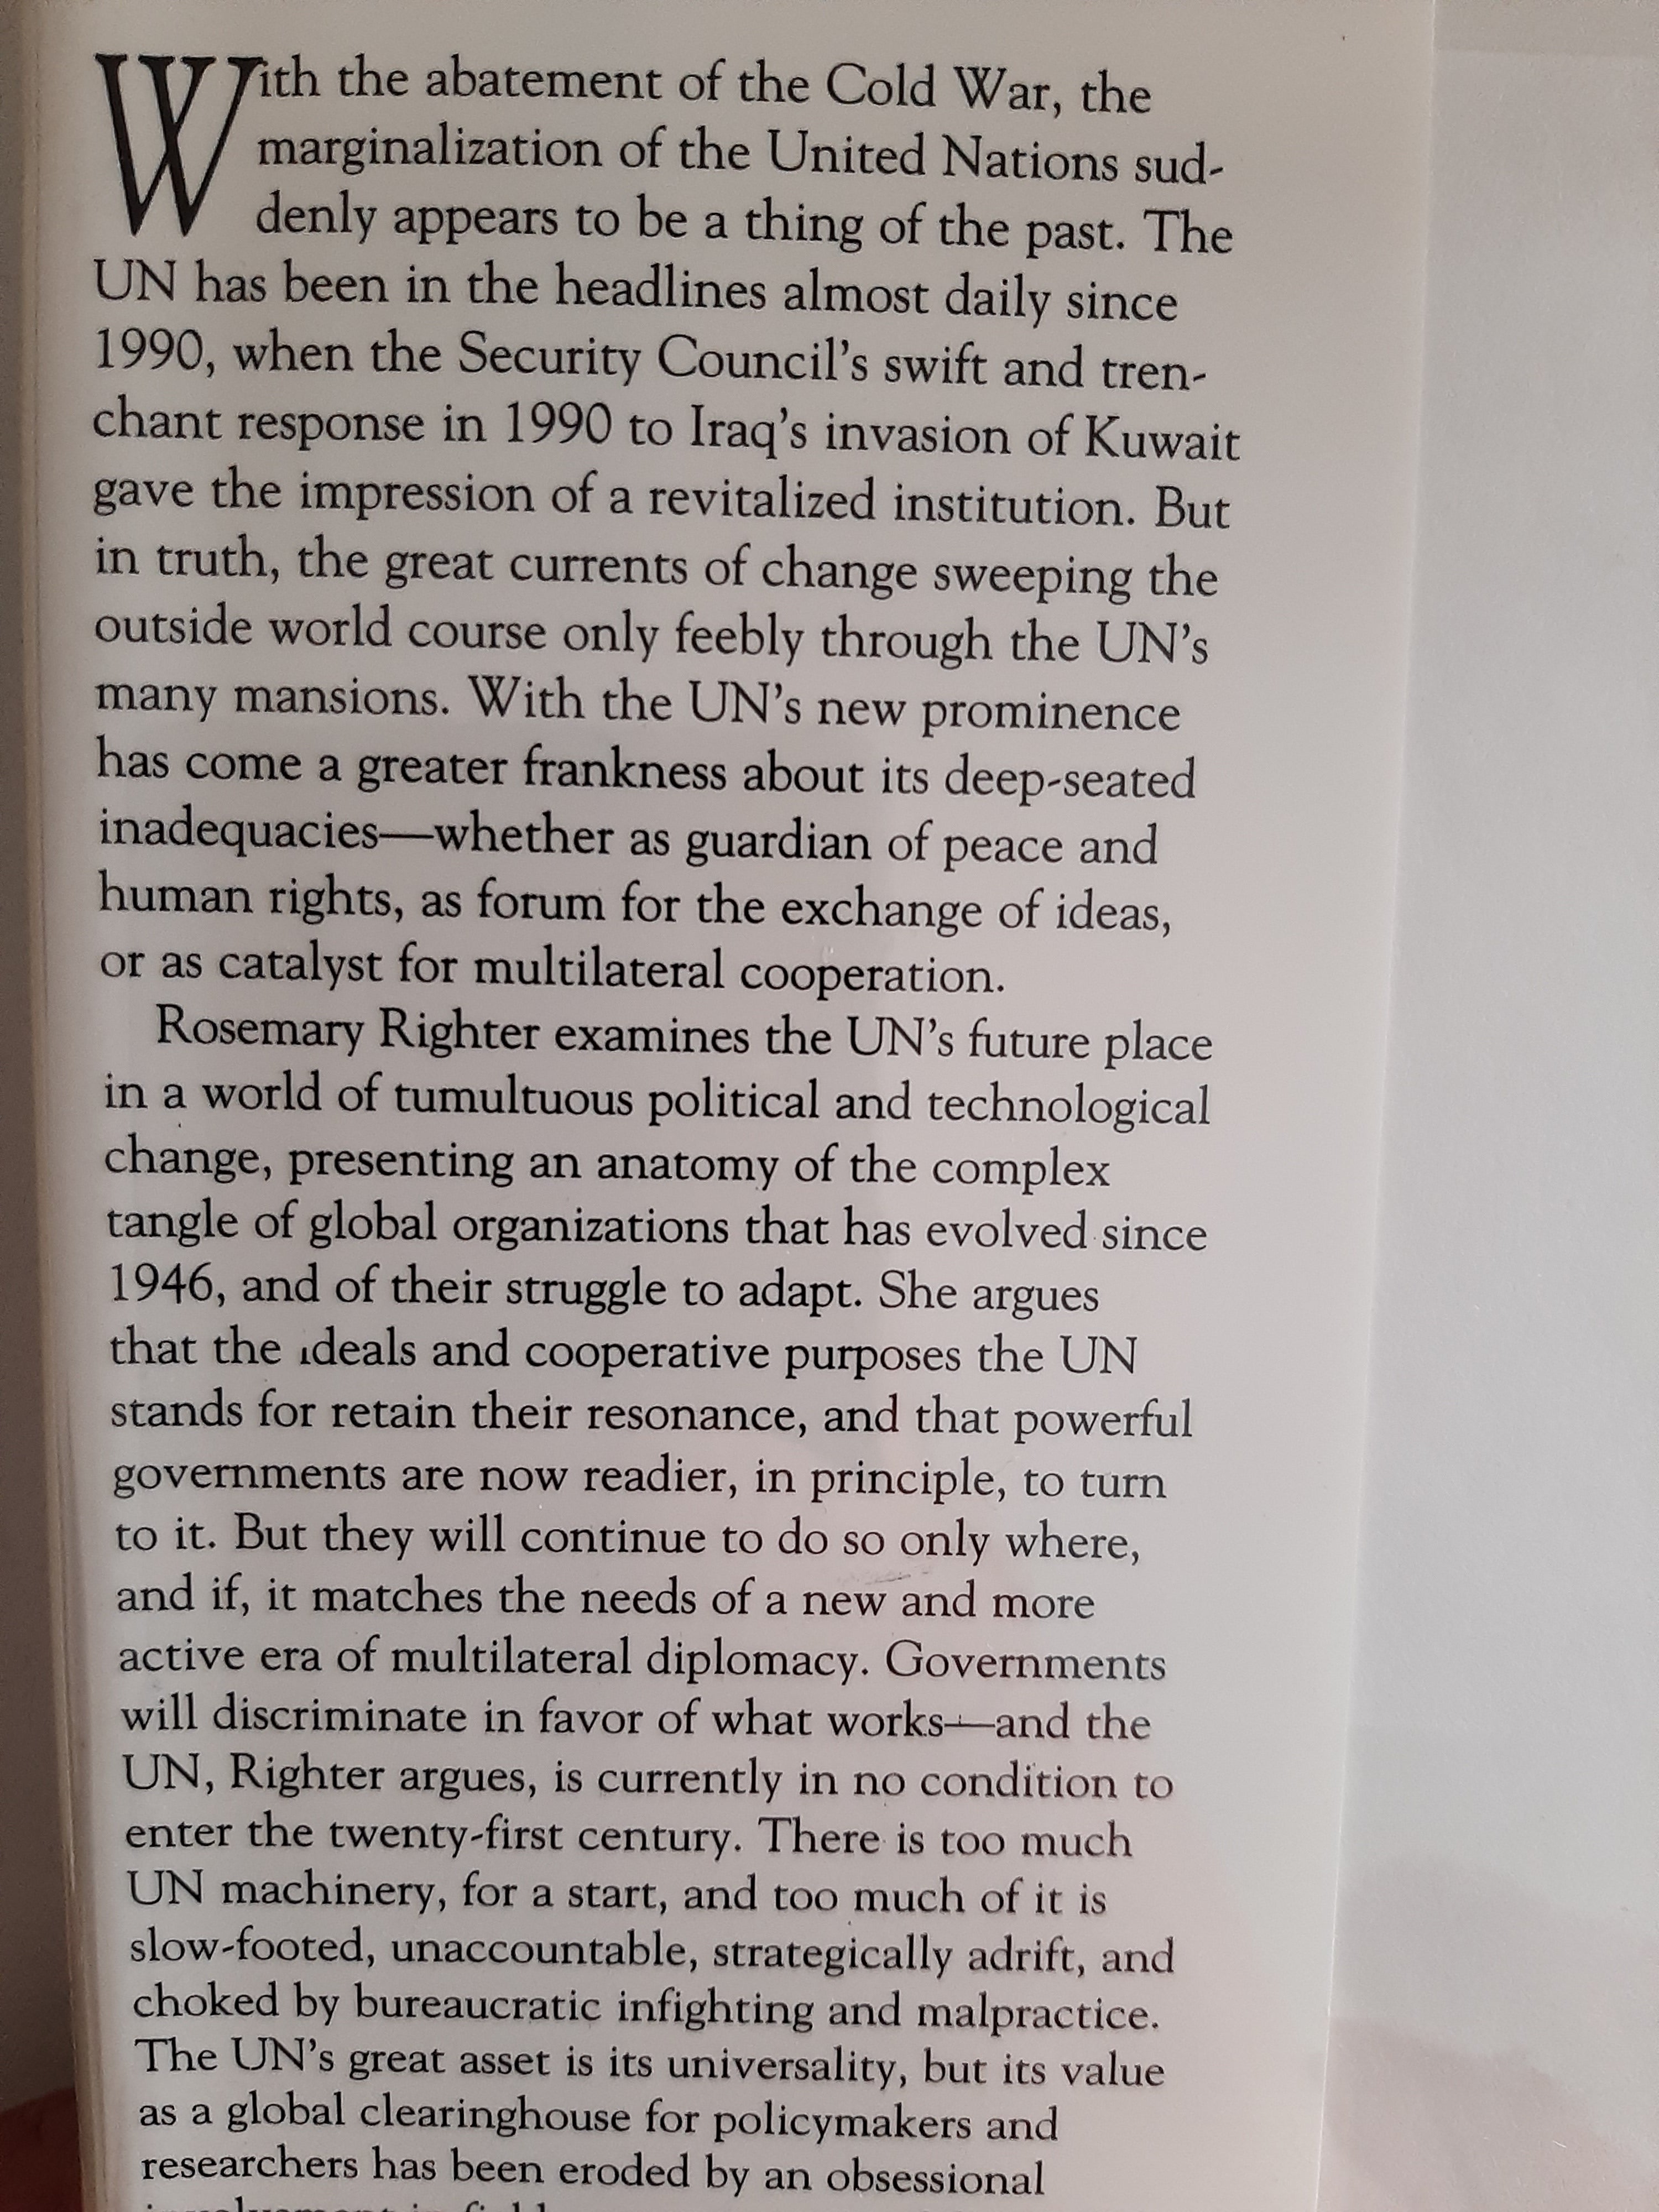 With the abatement of the Cold War, the
marginalization of the United Nations sud-
denly appears to be a thing of the past. The
UN has been in the headlines almost daily since
1990, when the Security Council's swift and tren-
chant response in 1990 to Iraq's invasion of Kuwait
gave the impression of a revitalized institution. But
in truth, the great currents of change sweeping the
outside world course only feebly through the UN's
many mansions. With the UN's new prominence
has come a greater frankness about its deep-seated
inadequacies—whether as guardian of peace and
human rights, as forum for the exchange of ideas,
or as catalyst for multilateral cooperation.
Rosemary Righter examines the UN's future place
in a world of tumultuous political and technological
change, presenting an anatomy of the complex
tangle of global organizations that has evolved since
1946, and of their struggle to adapt. She argues
that the ideals and cooperative purposes the UN
stands for retain their resonance, and that powerful
governments are now readier, in principle, to turn
to it. But they will continue to do so only where,
and if, it matches the needs of a new and more
active era of multilateral diplomacy. Governments
will discriminate in favor of what works—and the
UN, Righter argues, is currently in no condition to
enter the twenty-first century. There is too much
UN machinery, for a start, and too much of it is
slow-footed, unaccountable, strategically adrift, and
choked by bureaucratic infighting and malpractice.
The UN's great asset is its universality, but its value
as a global clearinghouse for policymakers and
researchers has been eroded by an obsessional